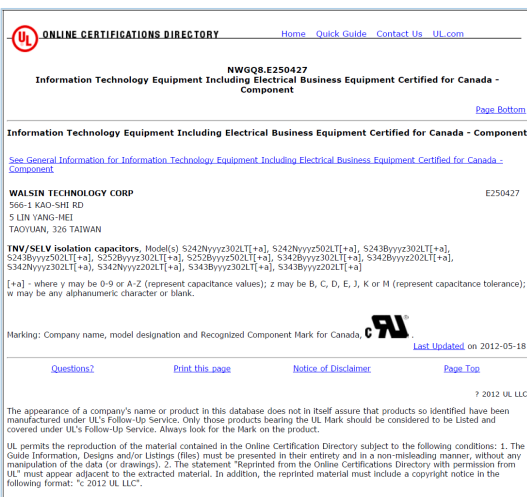 UL ONLINE CERTIFICATIONS DIRECTORY Home Quick Guide Contact Us UL.com
NWGQ8.E250427
Information Technology Equipment Including Electrical Business Equipment Certified for Canada -
Component
Page Bottom
Information Technology Equipment Including Electrical Business Equipment Certified for Canada - Component
See General Information for Information Technology Equipment Including Electrical Business Equipment Certified for Canada -
Component
WALSIN TECHNOLOGY CORP E250427
566-1 KAO-SHI RD
5 LIN YANG-MEI
TAOYUAN, 326 TAIWAN
TNV/SELV isolation capacitors, Model(s) S242Nyyyz302LT[+a], S242Nyyyz502LT[+a], S243Byyyz302LT[+a],
S243Byyyz502LT[+a], S252Byyyz302LT[+a], S252Byyyz502LT[+a], S342Byyyz302LT[+a], S342Byyyz202LT[+a],
S342Nyyyz302LT[+a), S342Nyyyz202LT[+a], S343Byyyz302LT[+a], S343Byyyz202LT[+a]
[+a] - where y may be 0-9 or A-Z (represent capacitance values); z may be B, C, D, E, J, K or M (represent capacitance tolerance);
w may be any alphanumeric character or blank.
Marking: Company name, model designation and Recognized Component Mark for Canada, .
Last Updated on 2012-05-18
Questions? Print this page Notice of Disclaimer Page Top
? 2012 UL LLC
The appearance of a company's name or product in this database does not in itself assure that products so identified have been
manufactured under UL's Follow-Up Service. Only those products bearing the UL Mark should be considered to be Listed and
covered under UL's Follow-Up Service. Always look for the Mark on the product.
UL permits the reproduction of the material contained in the Online Certification Directory subject to the following conditions: 1. The
Guide Information, Designs and/or Listings (files) must be presented in their entirety and in a non-misleading manner, without any
manipulation of the data (or drawings). 2. The statement "Reprinted from the Online Certifications Directory with permission from
UL" must appear adjacent to the extracted material. In addition, the reprinted material must include a copyright notice in the
following format: "c 2012 UL LLC".